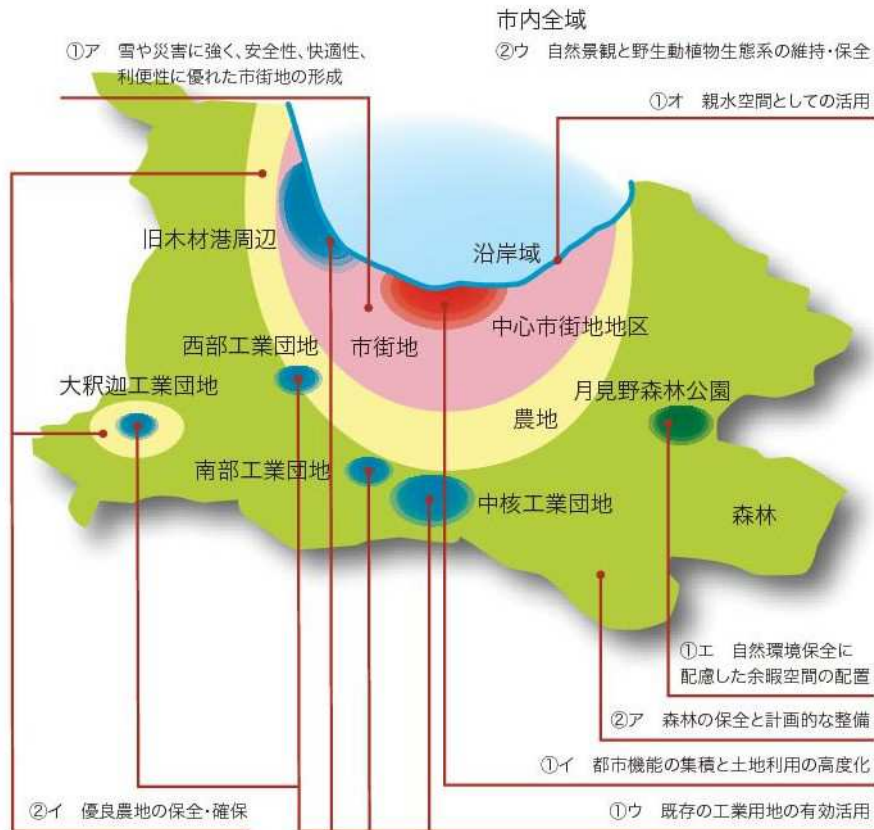 市内全域
②ウ 自然景観と野生動植物生態系の維持・保全
①ア 雪や災害に強く、安全性、快適性、
利便性に優れた市街地の形成
①オ 親水空間としての活用
旧木材港周辺
沿岸域
中心市街地地区
市街地
西部工業団地
大釈迦工業団地
月見野森林公園
農地
南部工業団地
中核工業団地
森林
①エ 自然環境保全に
配慮した余暇空間の配置
②ア 森林の保全と計画的な整備
①イ 都市機能の集積と土地利用の高度化
②イ 優良農地の保全・確保
①ウ 既存の工業用地の有効活用